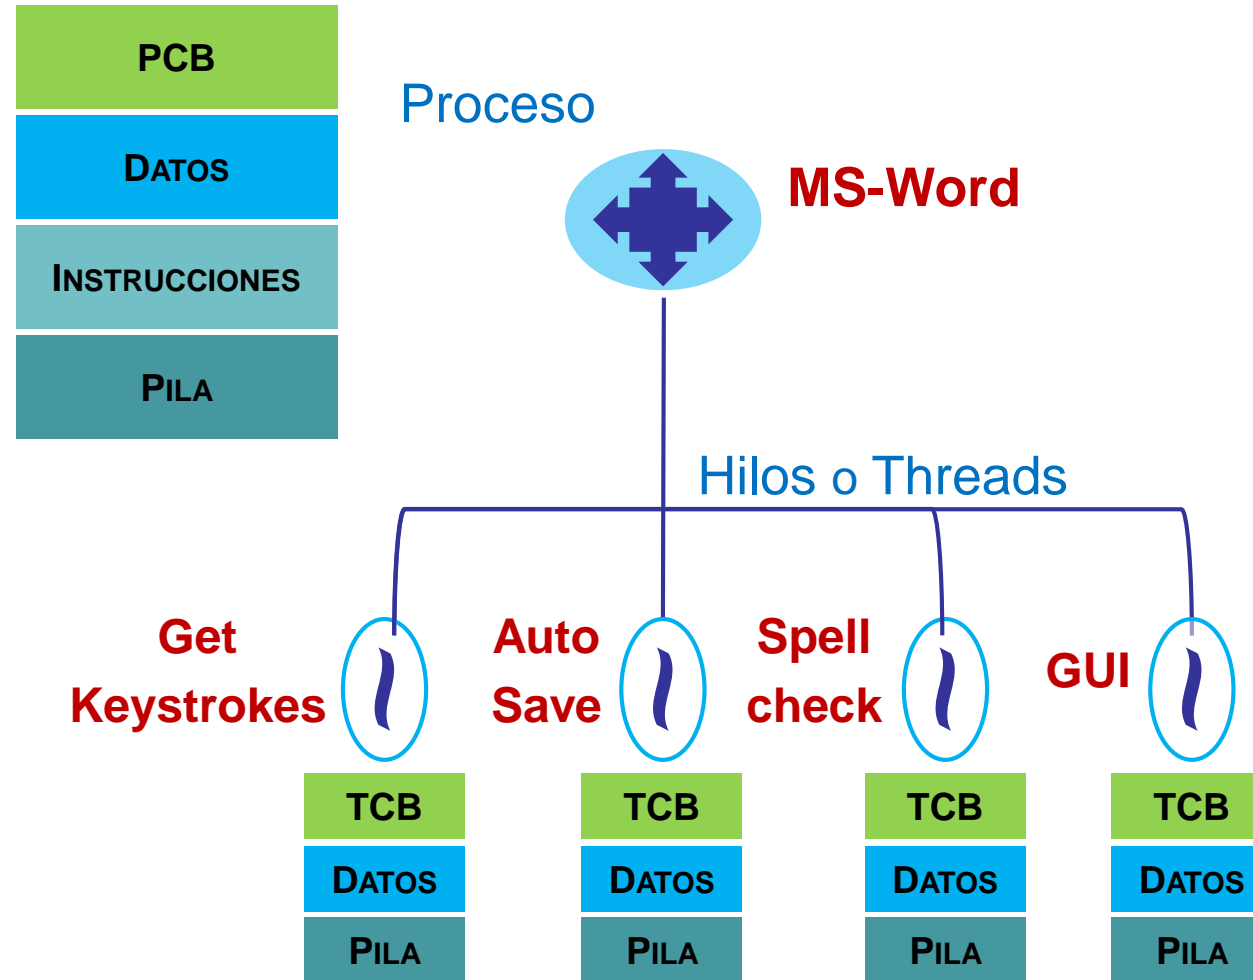 PCB
DATOS
INSTRUCCIONES
PILA
Proceso
MS-Word
Hilos o Threads
Get
Keystrokes
Auto
Save
Spell
check
GUI
TCB
DATOS
PILA
TCB
DATOS
PILA
TCB
DATOS
PILA
TCB
DATOS
PILA